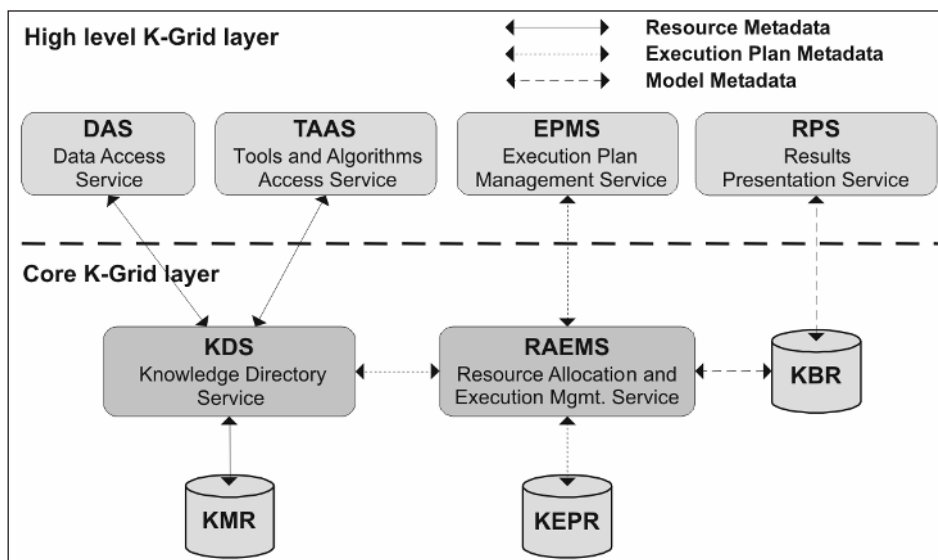 High level K-Grid layer
Resource Metadata
Execution Plan Metadata
Model Metadata
DAS
Data Access
Service
TAAS
Tools and Algorithms
Access Service
EPMS
Execution Plan
Management Service
RPS
Results
Presentation Service
Core K-Grid layer
KDS
Knowledge Directory
Service
RAEMS
Resource Allocation and
Execution Mgmt. Service
KBR
KMR
KEPR